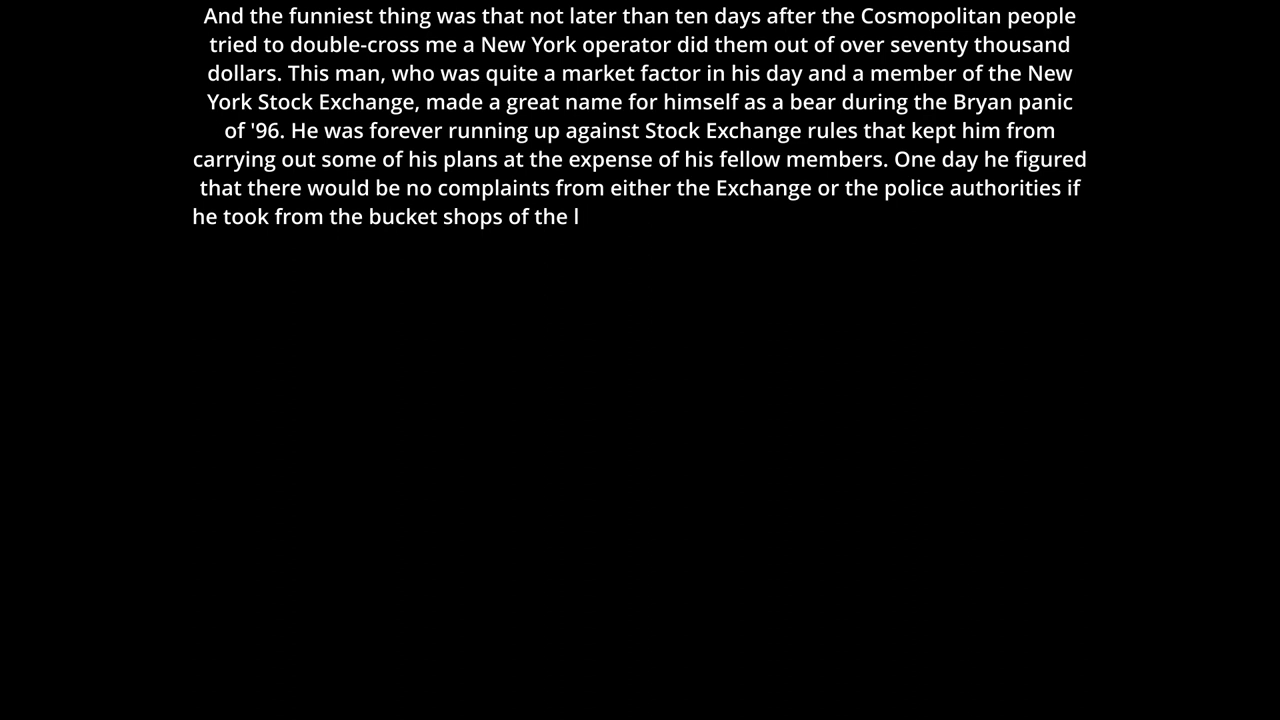 And the funniest thing was that not later than ten days after the Cosmopolitan people
tried to double-cross me a New York operator did them out of over seventy thousand
dollars. This man, who was quite a market factor in his day and a member of the New
York Stock Exchange, made a great name for himself as a bear during the Bryan panic
of '96. He was forever running up against Stock Exchange rules that kept him from
carrying out some of his plans at the expense of his fellow members. One day he figured
that there would be no complaints from either the Exchange or the police authorities if
he took from the bucket shops of the l